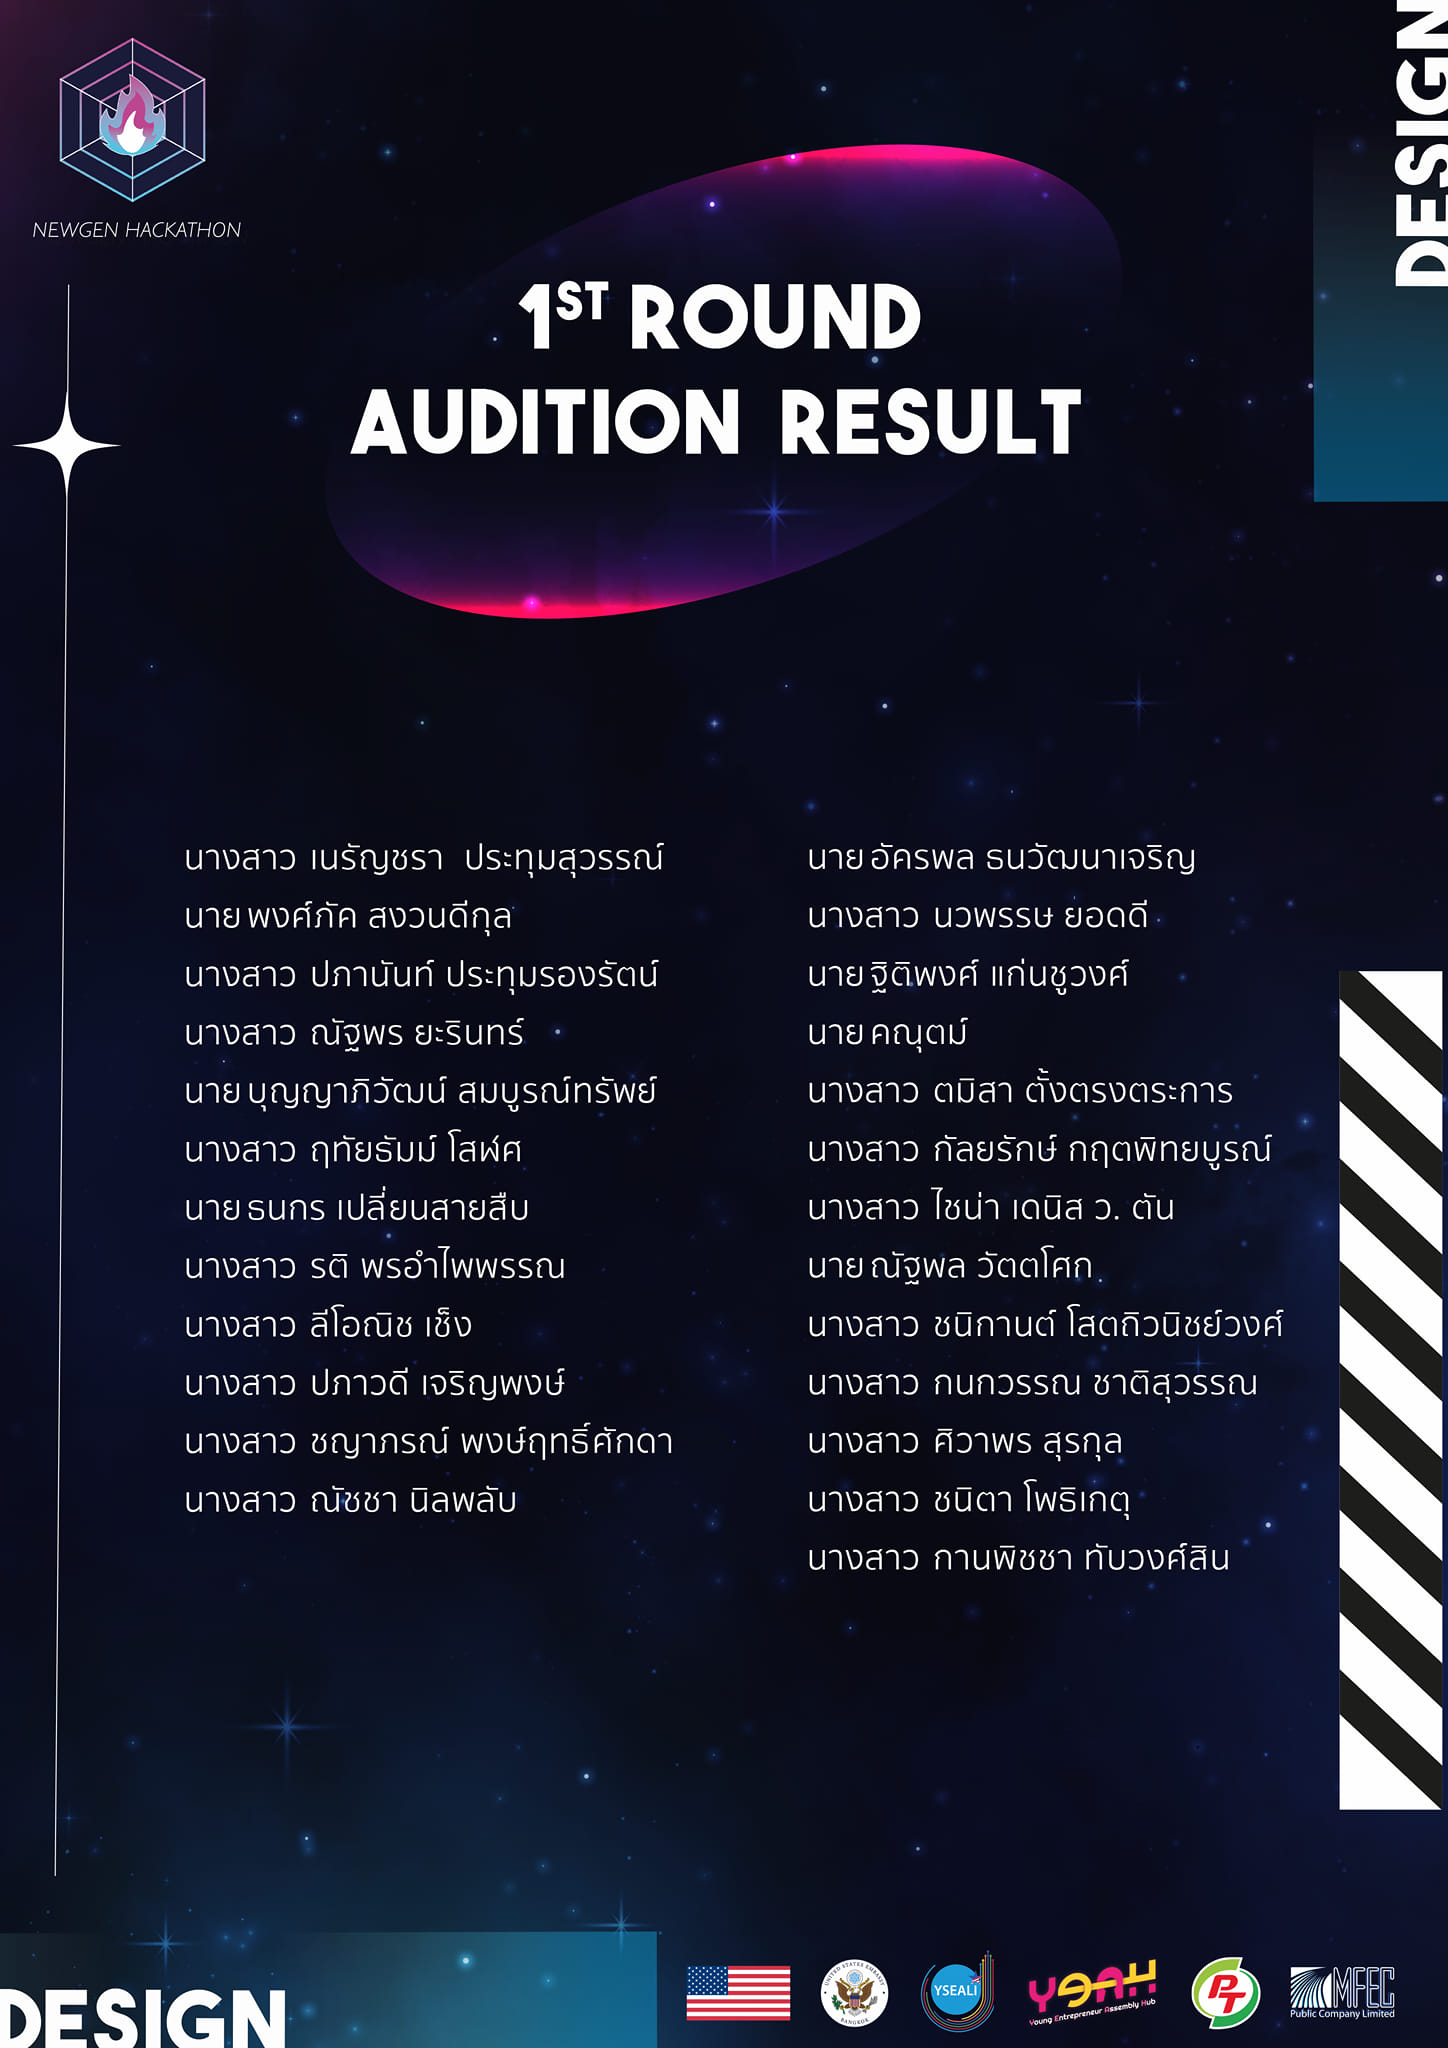 DESIGN
NEWGEN HACKATHON
1ST ROUND
AUDITION RESULT
นางสาว เนรัญชรา ประทุมสุวรรณ์
นาย พงศ์ภัค สงวนดีกุล
นางสาว ปภานันท์ ประทุมรองรัตน์
นางสาว ณัฐพร ยะรินทร์
นาย บุญญาภิวัฒน์ สมบูรณ์ทรัพย์
นางสาว ฤทัยธัมม์ โสฬศ
นาย ธนกร เปลี่ยนสายสืบ
นางสาว รติ พรอำไพพรรณ
นางสาว ลีโอณิช เช็ง
นางสาว ปภาวดี เจริญพงษ์
นางสาว ชญาภรณ์ พงษ์ฤทธิ์ศักดา
นางสาว ณัชชา นิลพลับ
นาย อัครพล ธนวัฒนาเจริญ
นางสาว นวพรรษ ยอดดี
นาย ฐิติพงศ์ แก่นชูวงศ์
นาย คณุตม์
นางสาว ตมิสา ตั้งตรงตระการ
นางสาว กัลยรักษ์ กฤตพิทยบูรณ์
นางสาว ไชน่า เดนิส ว. ตัน
นาย ณัฐพล วัตตโศก
นางสาว ชนิกานต์ โสตถิวนิชย์วงศ์
นางสาว กนกวรรณ ชาติสุวรรณ
นางสาว ศิวาพร สุรกุล
นางสาว ชนิตา โพธิเกตุ
นางสาว กานพิชชา ทับวงศ์สิน
DESIGN
UNITED STATES EMBASSY
BANGKOK
YSEALI
Young Entrepreneur Assembly Hub
PT
MFEC
Public Company Limited